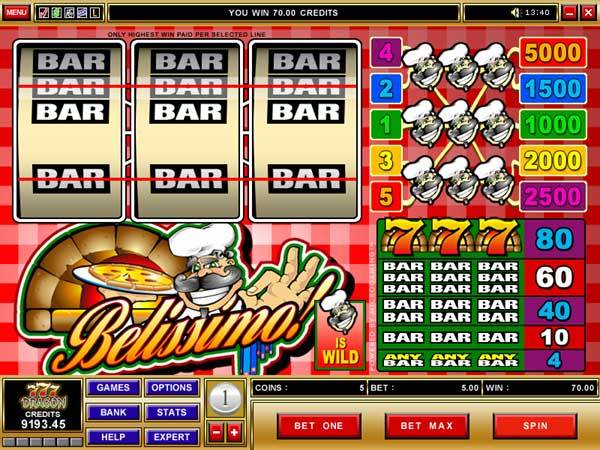 MENU
YOU WIN 70.00 CREDITS
13:40
ONLY HIGHEST WIN PAID PER SELECTED LINE
BAR BAR BAR
BAR BAR BAR
BAR BAR BAR
BAR BAR BAR
4 5000
2 1500
1 1000
3 2000
5 2500
7 7 7 80
BAR BAR BAR
BAR BAR BAR 60
BAR BAR BAR
BAR BAR BAR 40
BAR BAR BAR
BAR BAR BAR 10
ANY ANY ANY
BAR BAR BAR 4
Belissimo!
IS
WILD
777
DRAGON
CREDITS
9193.45
GAMES OPTIONS
BANK STATS
HELP EXPERT
1
- +
COINS : 5 BET : 5.00 WIN : 70.00
BET ONE BET MAX SPIN